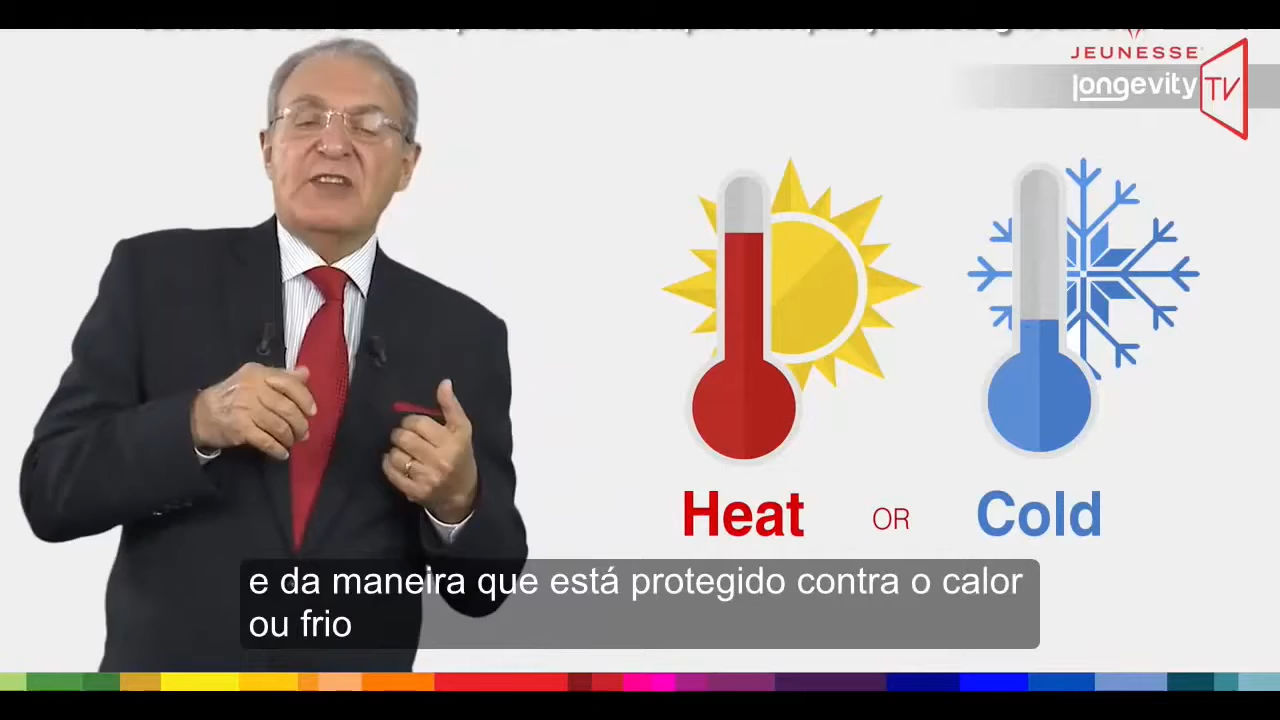 JEUNESSE
longevity
TV
Heat OR Cold
e da maneira que está protegido contra o calor
ou frio